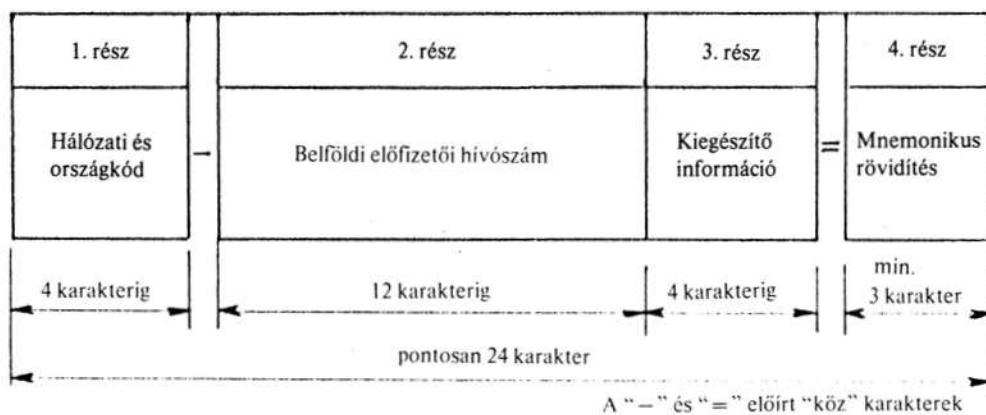 1. rész
2. rész
3. rész
4. rész
Hálózati és
országkód
–
Belföldi előfizetői hívószám
Kiegészítő
információ
=
Mnemonikus
rövidítés
4 karakterig
12 karakterig
4 karakterig
min.
3 karakter
pontosan 24 karakter
A “–” és “=” előírt “köz” karakterek